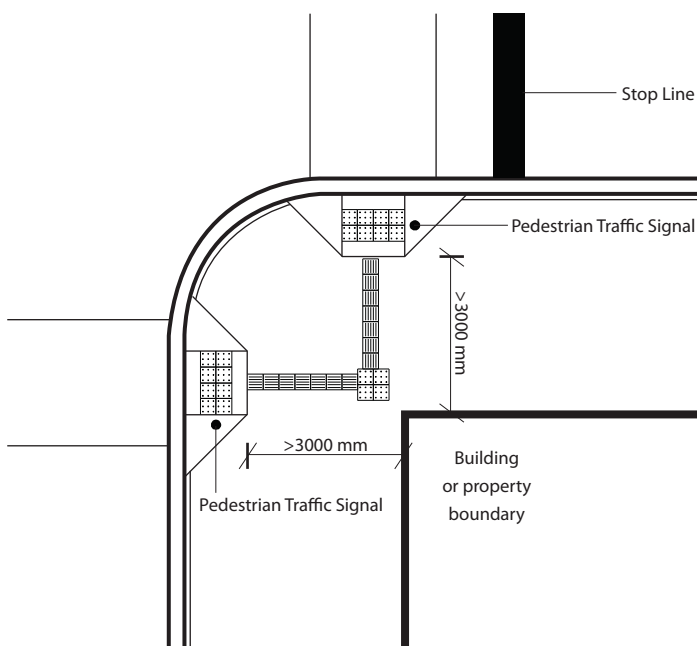 Stop Line
Pedestrian Traffic Signal
>3000 mm
>3000 mm
Building
or property
boundary
Pedestrian Traffic Signal